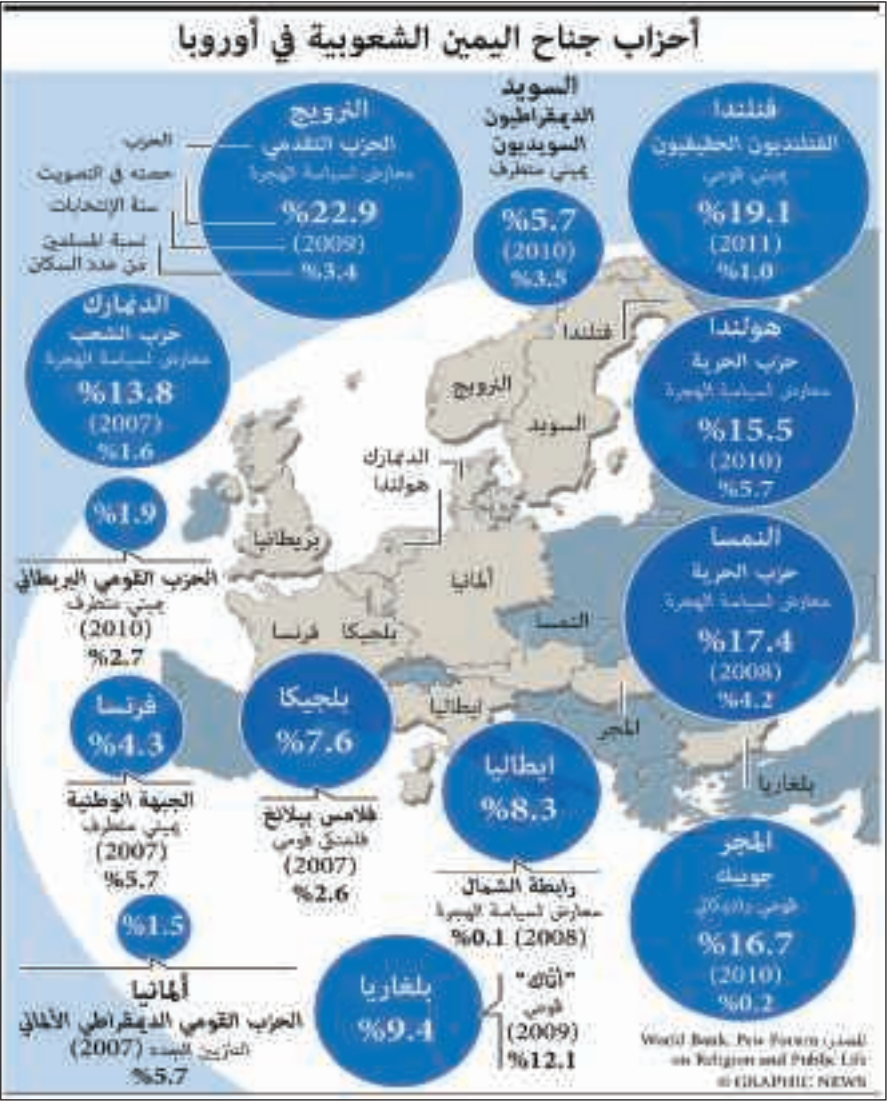 أحزاب جناح اليمين الشعوبية في أوروبا
فنلندا
الفنلنديون الحقيقيون
يميني قومي
%19.1
(2011)
%1.0
السويد
الديمقراطيون
السويديون
يميني متطرف
%5.7
(2010)
%3.5
النرويج
الحزب التقدمي
معارض لسياسة الهجرة
%22.9
(2009)
%3.4
الحزب
حصته في التصويت
سنة الإنتخابات
نسبة المسلمين
من عدد السكان
الدنمارك
حزب الشعب
معارض لسياسة الهجرة
%13.8
(2007)
%1.6
هولندا
حزب الحرية
معارض لسياسة الهجرة
%15.5
(2010)
%5.7
فنلندا
النرويج
السويد
الدنمارك
هولندا
بريطانيا
ألمانيا
النمسا
بلجيكا
فرنسا
ايطاليا
المجر
بلغاريا
النمسا
حزب الحرية
معارض لسياسة الهجرة
%17.4
(2008)
%4.2
%1.9
الحزب القومي البريطاني
يميني متطرف
(2010)
%2.7
فرنسا
%4.3
الجبهة الوطنية
يميني متطرف
(2007)
%5.7
بلجيكا
%7.6
فلامس بيلانغ
قومي
(2007)
%2.6
ايطاليا
%8.3
رابطة الشمال
معارض لسياسة الهجرة
(2008) %0.1
المجر
جوبيك
قومي راديكالي
%16.7
(2010)
%0.2
%1.5
ألمانيا
الحزب القومي الديمقراطي الألماني
(2007)
%5.7
بلغاريا
%9.4
"أتاك"
قومي
(2009)
%12.1
المصدر: World Bank, Pew Forum
on Religion and Public Life
© GRAPHIC NEWS